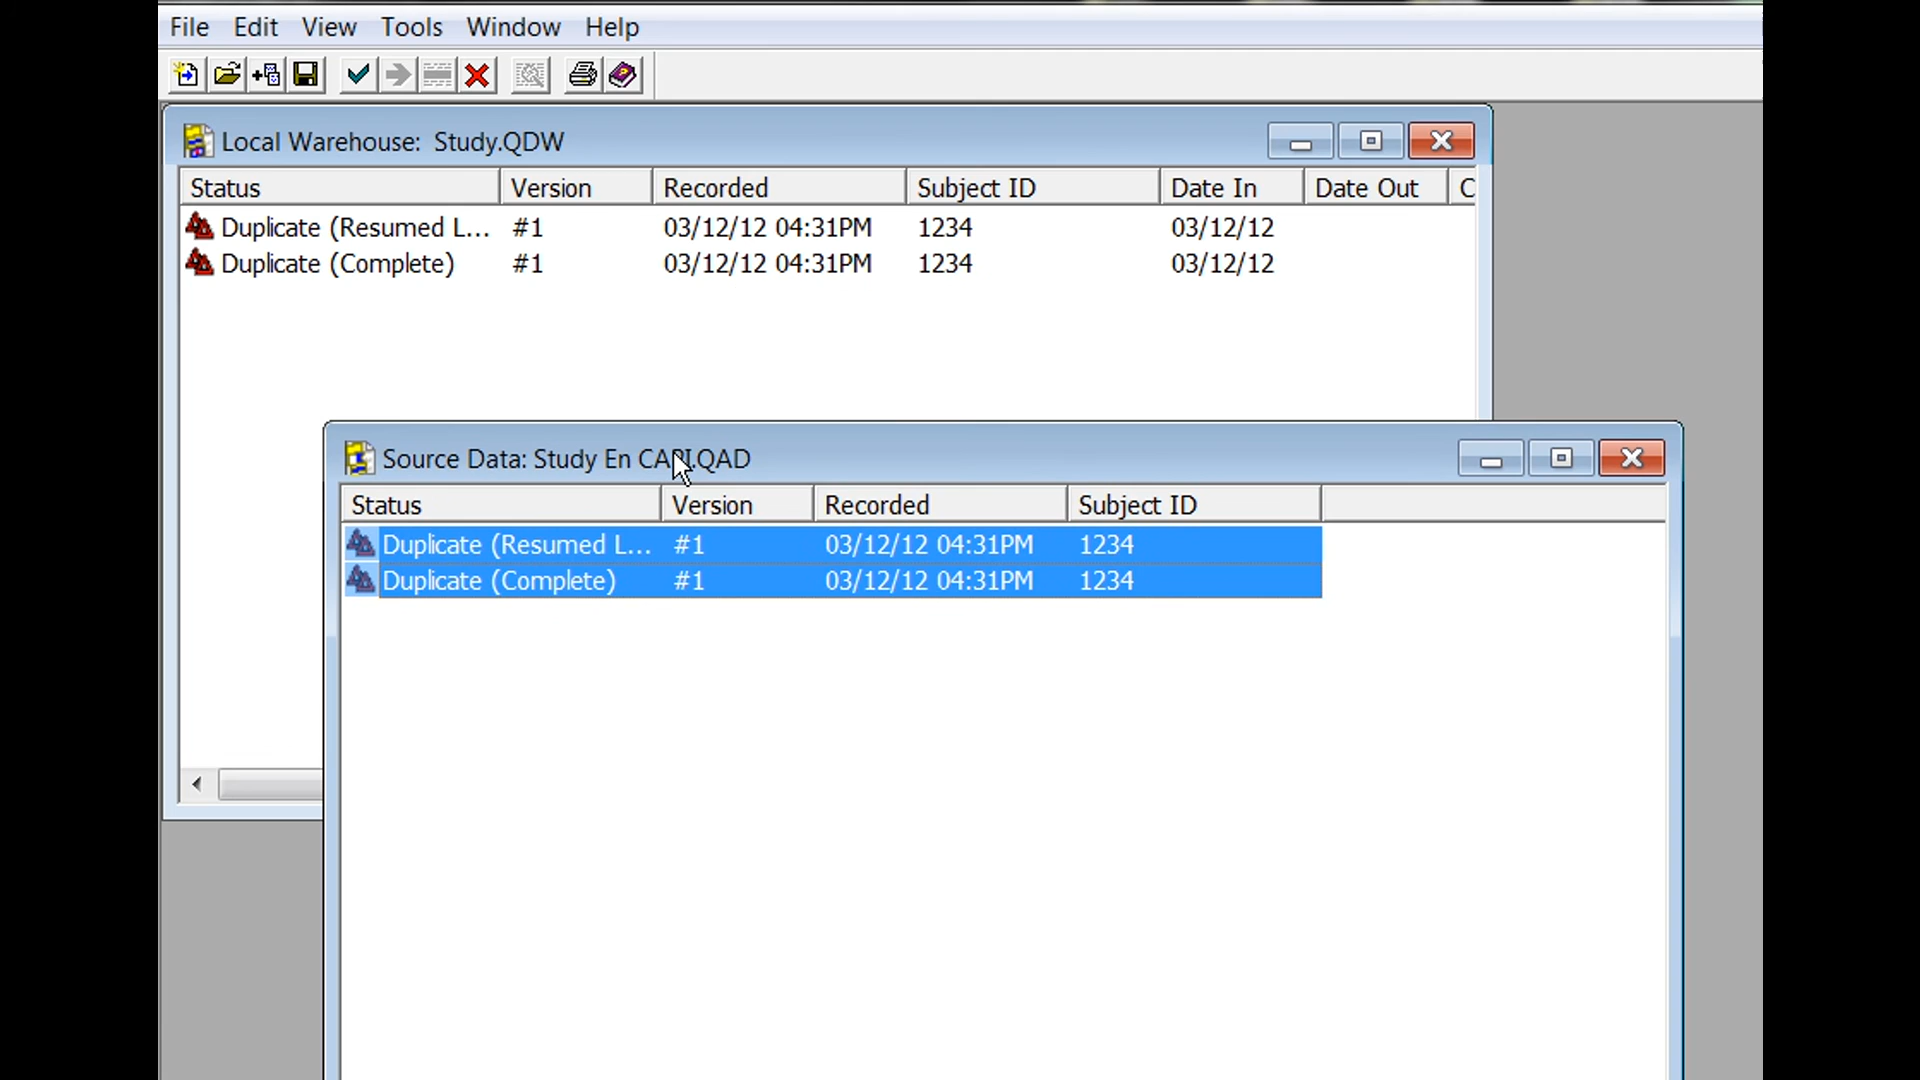 File Edit View Tools Window Help
Local Warehouse: Study.QDW
Status Version Recorded Subject ID Date In Date Out C
Duplicate (Resumed L... #1 03/12/12 04:31PM 1234 03/12/12
Duplicate (Complete) #1 03/12/12 04:31PM 1234 03/12/12
Source Data: Study En CAPI.QAD
Status Version Recorded Subject ID
Duplicate (Resumed L... #1 03/12/12 04:31PM 1234
Duplicate (Complete) #1 03/12/12 04:31PM 1234